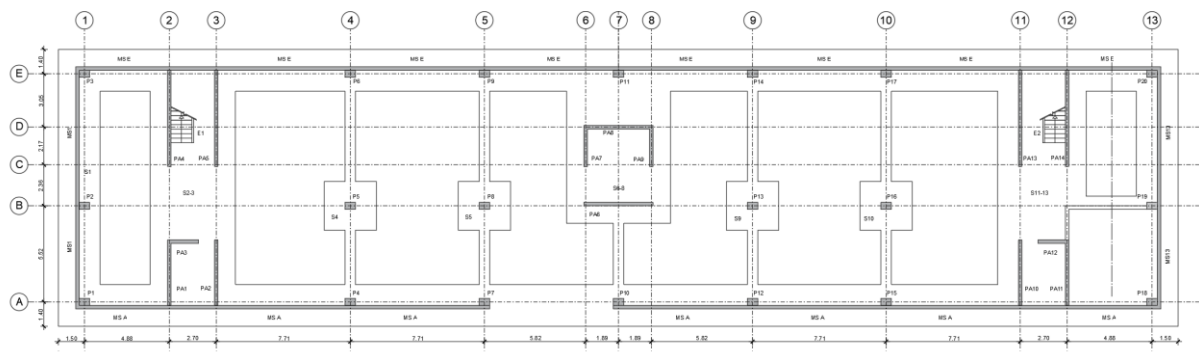 1 2 3 4 5 6 7 8 9 10 11 12 13
MS E MS E MS E MS E MS E MS E MS E MS E
1.40
E
P3 P6 P9 P11 P14 P17 P20
3.05
D
E1 PA8 E2
2.17
PA4 PA5 PA7 PA9 PA13 PA14
C
S1 S2-3 S6-8 S11-13
2.36
P2 P5 P8 P13 P16 P19
B
S4 S5 PA6 S9 S10
MS1 MS13
5.52
PA3 PA12
PA1 PA2 PA10 PA11
P1 P4 P7 P10 P12 P15 P18
A
1.40
MS A MS A MS A MS A MS A MS A
1.50 4.88 2.70 7.71 7.71 5.82 1.89 1.89 5.82 7.71 7.71 2.70 4.88 1.50